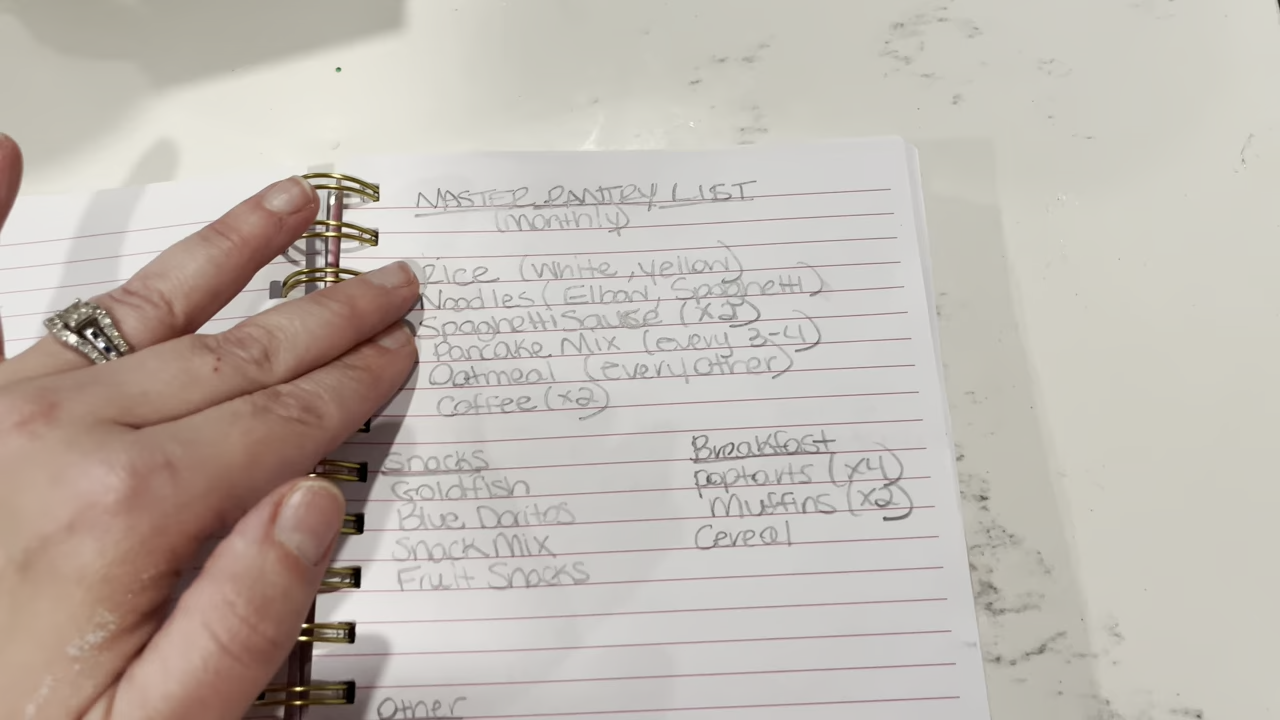 MASTER PANTRY LIST
(monthly)
Rice (White, yellow)
Noodles (Elbow, Spaghetti)
Spaghetti Sause (x2)
Pancake Mix (every 3-4)
Oatmeal (every other)
Coffee (x2)
Snacks
Goldfish
Blue Doritos
Snack Mix
Fruit Snacks
Breakfast
poptarts (x4)
Muffins (x2)
Cereal
Other